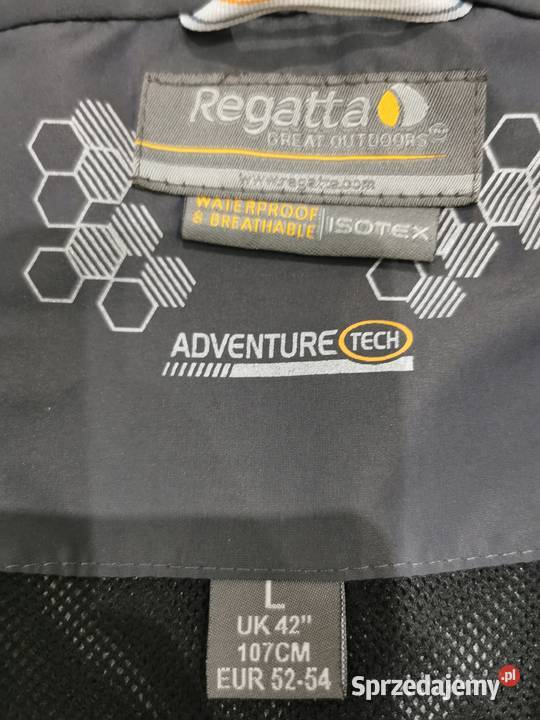 Regatta
GREAT OUTDOORS
www.regatta.com
WATERPROOF
& BREATHABLE
ISOTEX
ADVENTURE TECH
L
UK 42"
107CM
EUR 52-54
Sprzedajemy.pl